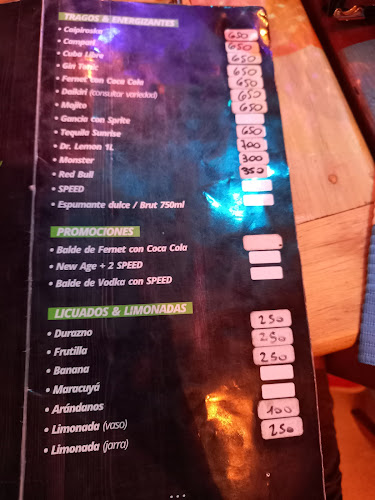 TRAGOS & ENERGIZANTES
• Caipiroska 650
• Campari 650
• Cuba Libre 650
• Gin Tonic 650
• Fernet con Coca Cola 650
• Daikiri (consultar variedad) 650
• Mojito 650
• Gancia con Sprite
• Tequila Sunrise 650
• Dr. Lemon 1L 700
• Monster 300
• Red Bull 350
• SPEED
• Espumante dulce / Brut 750ml
PROMOCIONES
• Balde de Fernet con Coca Cola
• New Age + 2 SPEED
• Balde de Vodka con SPEED
LICUADOS & LIMONADAS
• Durazno 250
• Frutilla 250
• Banana 250
• Maracuyá
• Arándanos
• Limonada (vaso) 100
• Limonada (jarra) 250